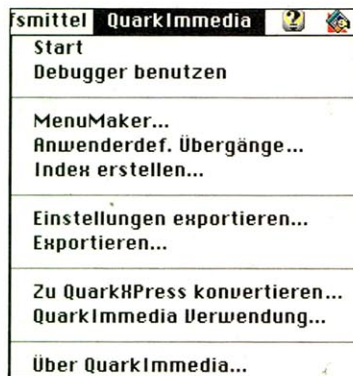 fsmittel QuarkImmedia
Start
Debugger benutzen
MenuMaker...
Anwenderdef. Übergänge...
Index erstellen...
Einstellungen exportieren...
Exportieren...
Zu QuarkXPress konvertieren...
QuarkImmedia Verwendung...
Über QuarkImmedia...